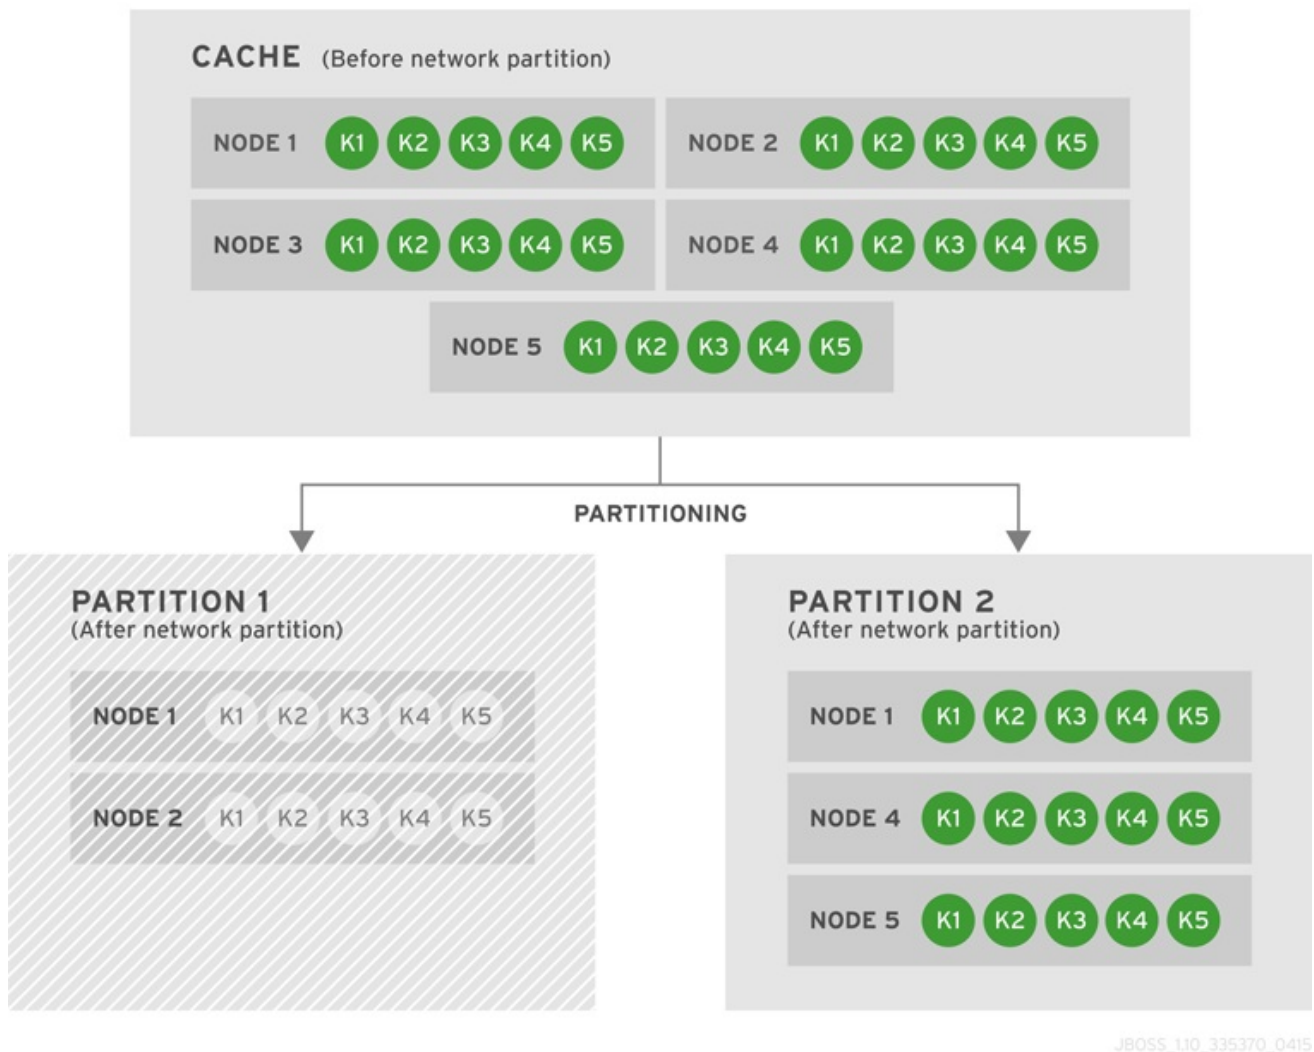 CACHE (Before network partition)
NODE 1 K1 K2 K3 K4 K5
NODE 2 K1 K2 K3 K4 K5
NODE 3 K1 K2 K3 K4 K5
NODE 4 K1 K2 K3 K4 K5
NODE 5 K1 K2 K3 K4 K5
PARTITIONING
PARTITION 1
(After network partition)
NODE 1 K1 K2 K3 K4 K5
NODE 2 K1 K2 K3 K4 K5
PARTITION 2
(After network partition)
NODE 1 K1 K2 K3 K4 K5
NODE 4 K1 K2 K3 K4 K5
NODE 5 K1 K2 K3 K4 K5
JBOSS_1.10_335370_0415